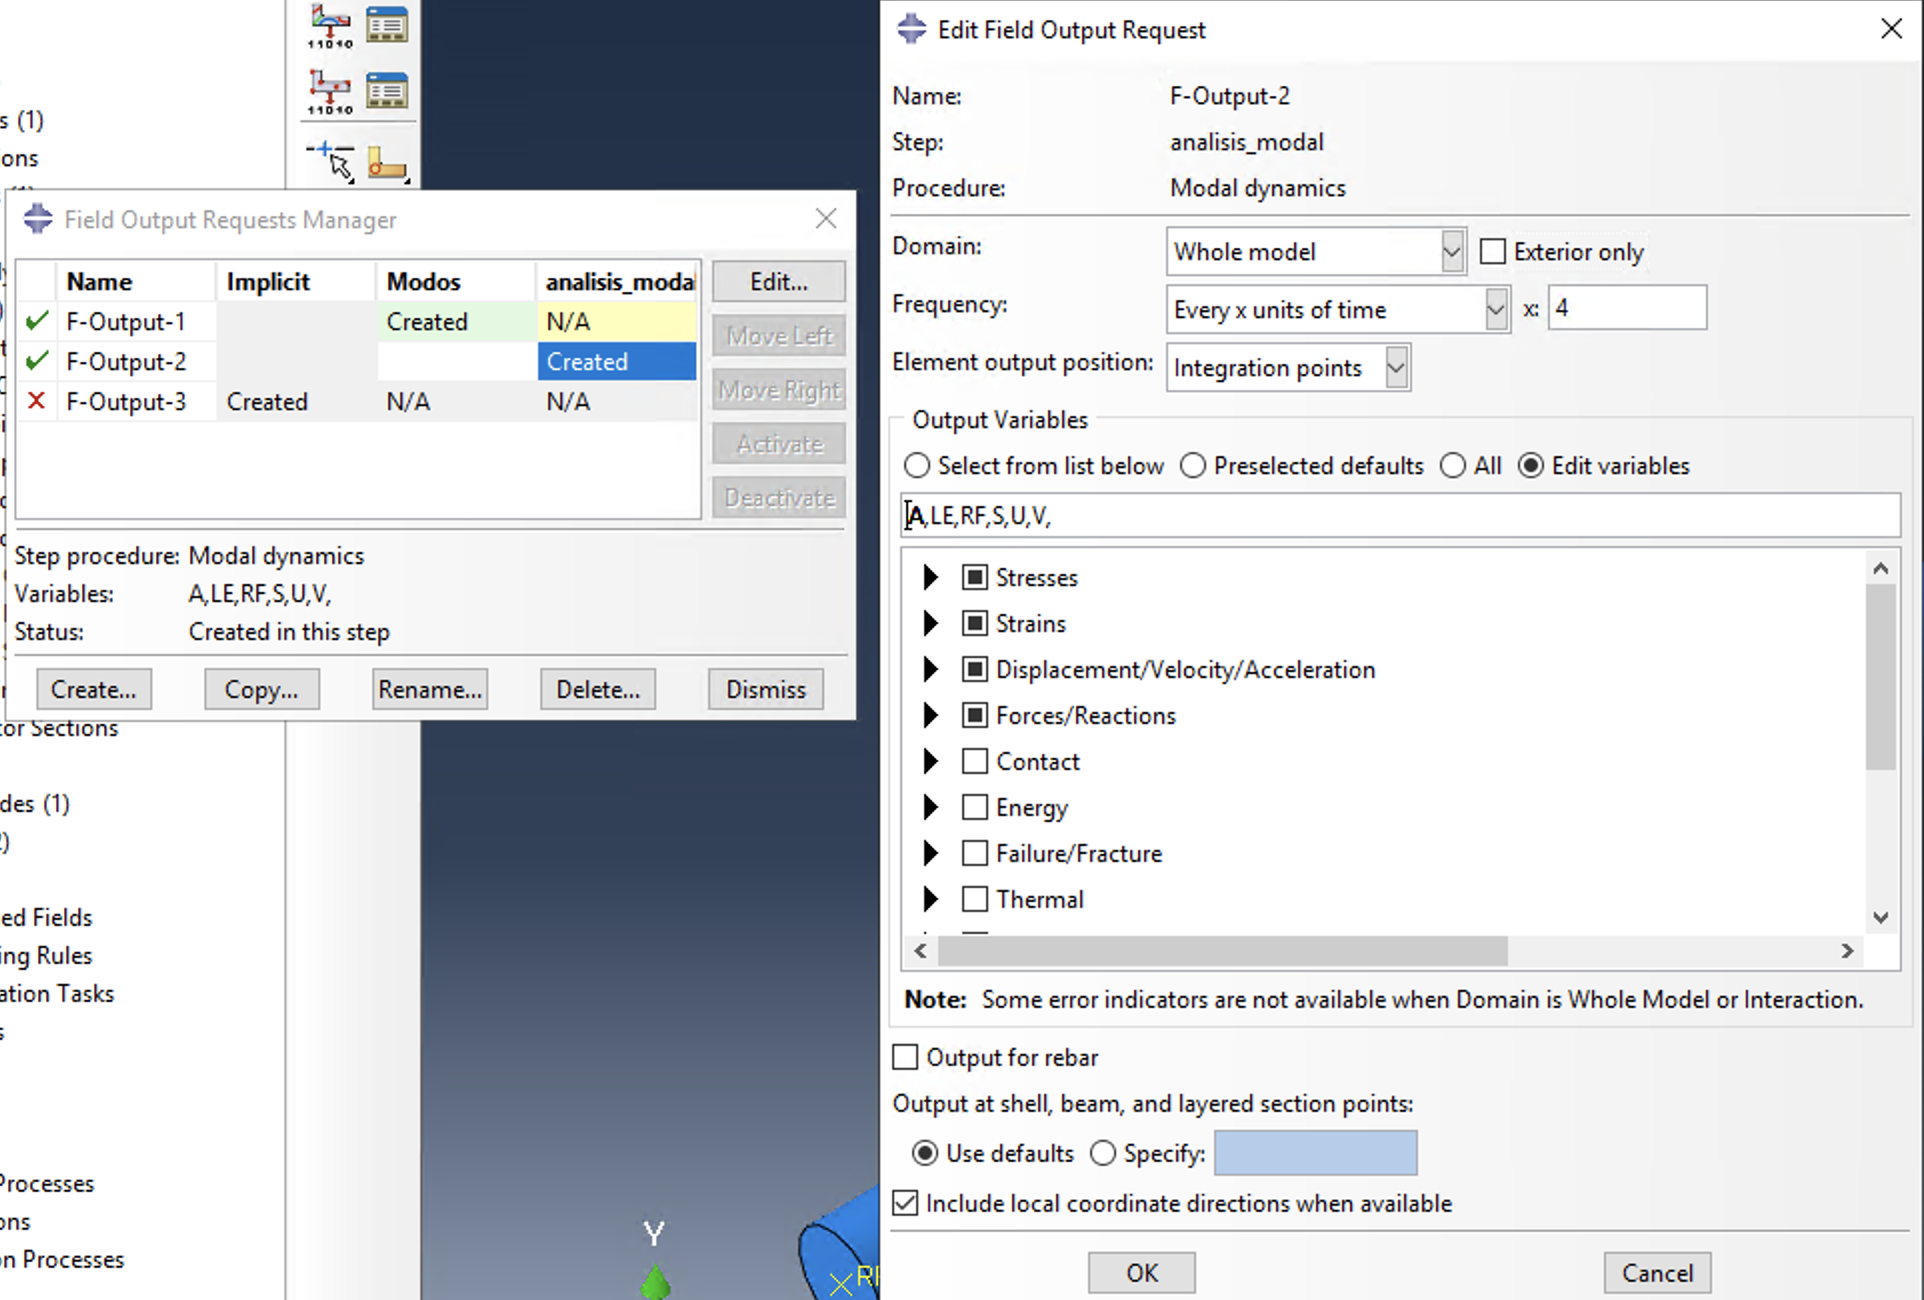 11010
11010
s (1)
ons
Field Output Requests Manager
Name Implicit Modos analisis_moda
F-Output-1 Created N/A
F-Output-2 Created
F-Output-3 Created N/A N/A
Edit...
Move Left
Move Right
Activate
Deactivate
Step procedure: Modal dynamics
Variables: A,LE,RF,S,U,V,
Status: Created in this step
Create... Copy... Rename... Delete... Dismiss
or Sections
des (1)
ed Fields
ing Rules
ation Tasks
s
Processes
ons
n Processes
Y
Edit Field Output Request
Name: F-Output-2
Step: analisis_modal
Procedure: Modal dynamics
Domain: Whole model Exterior only
Frequency: Every x units of time x: 4
Element output position: Integration points
Output Variables
Select from list below Preselected defaults All Edit variables
A,LE,RF,S,U,V,
Stresses
Strains
Displacement/Velocity/Acceleration
Forces/Reactions
Contact
Energy
Failure/Fracture
Thermal
Note: Some error indicators are not available when Domain is Whole Model or Interaction.
Output for rebar
Output at shell, beam, and layered section points:
Use defaults Specify:
Include local coordinate directions when available
OK Cancel